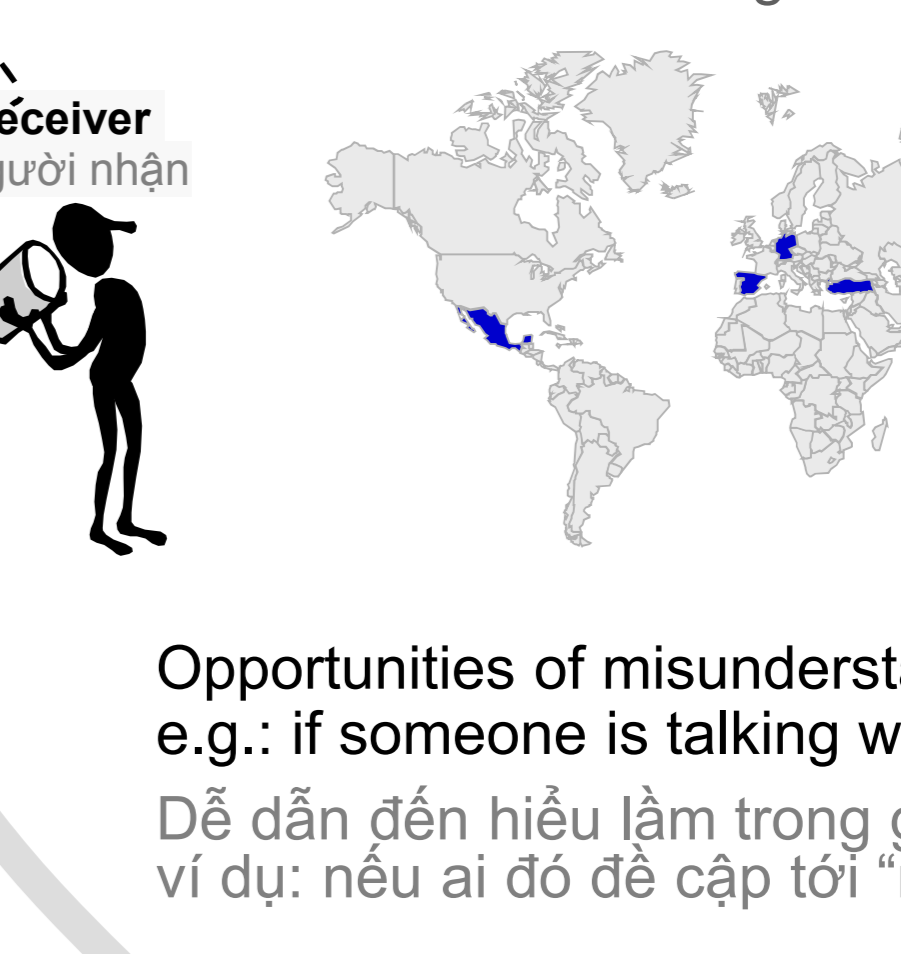 eceiver
gười nhận
Opportunities of misunderst
e.g.: if someone is talking w
Dễ dẫn đến hiểu lầm trong g
ví dụ: nếu ai đó đề cập tới “